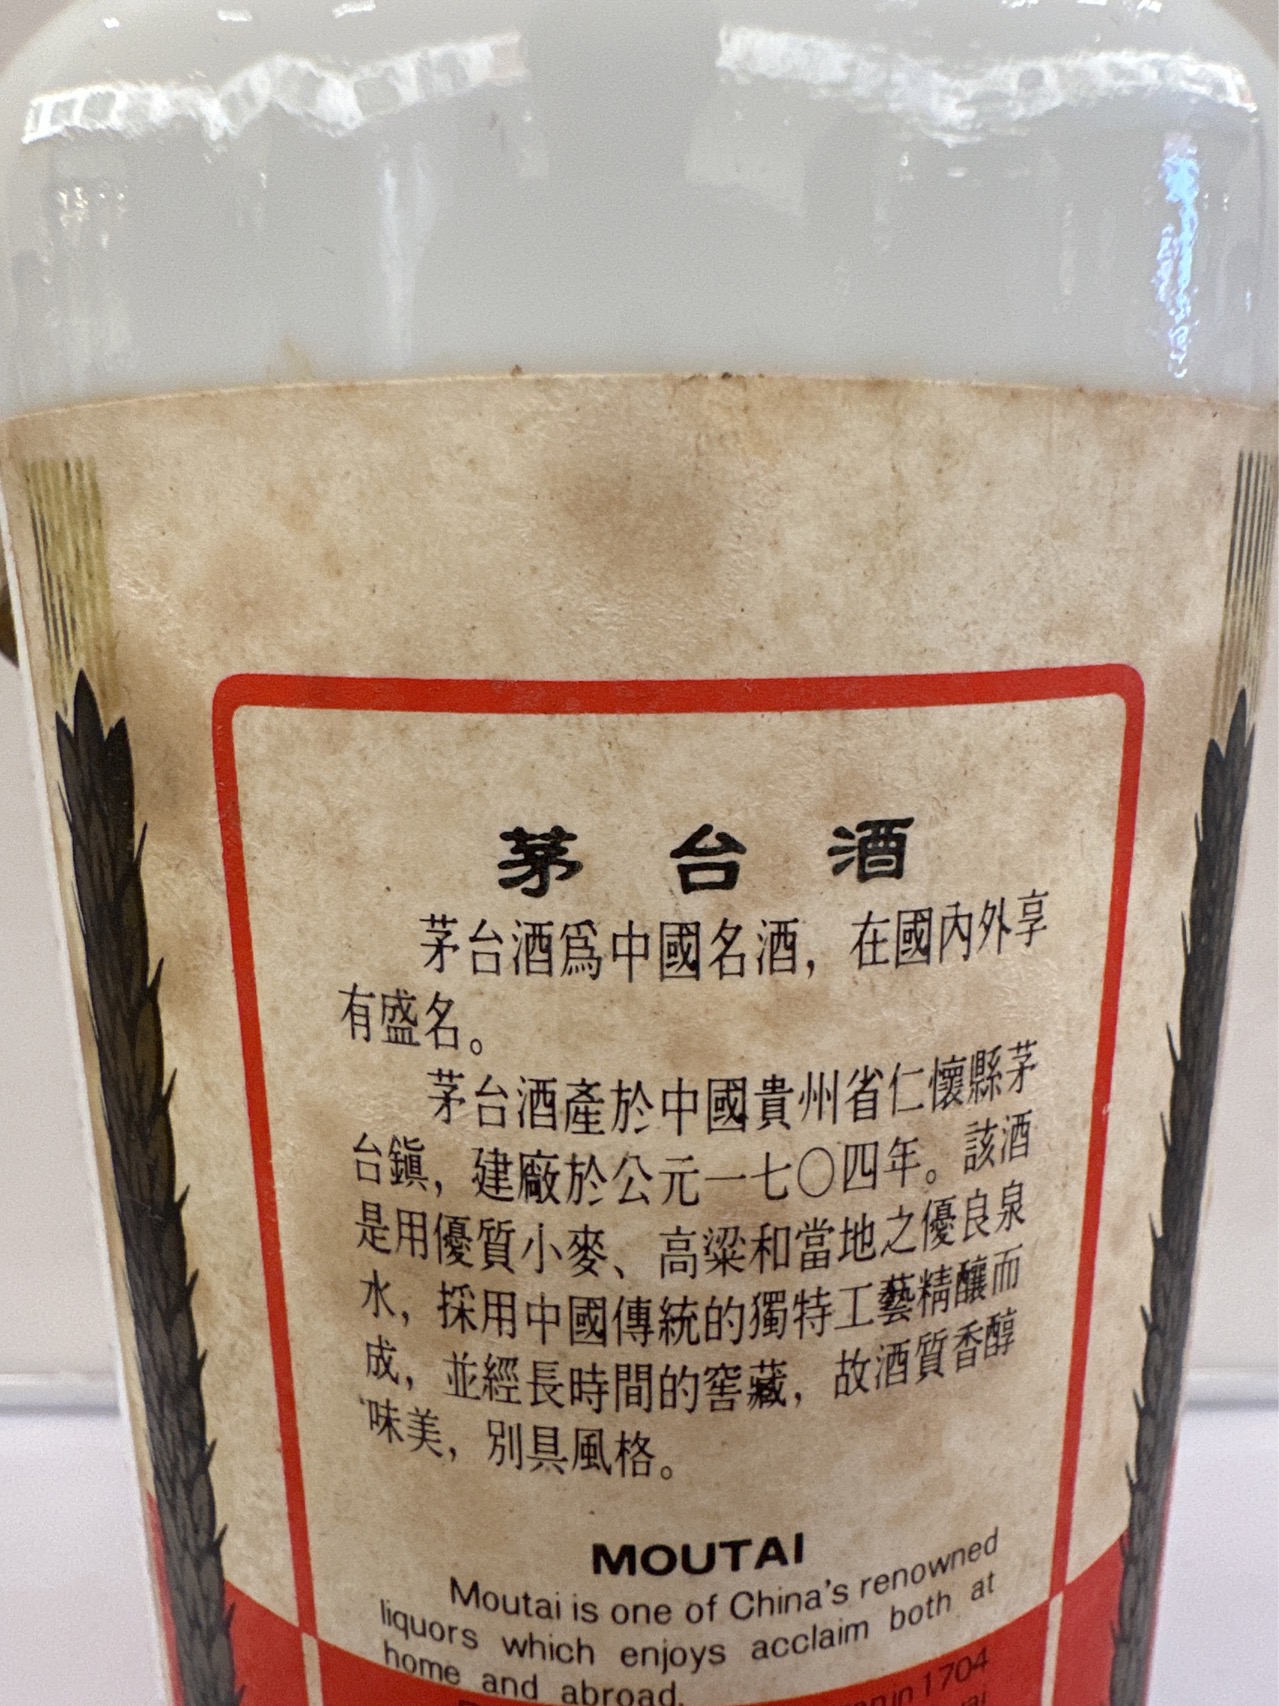 茅台酒
茅台酒爲中國名酒，在國內外享
有盛名。
茅台酒產於中國貴州省仁懷縣茅
台鎮，建廠於公元一七〇四年。該酒
是用優質小麥、高粱和當地之優良泉
水，採用中國傳統的獨特工藝精釀而
成，並經長時間的窖藏，故酒質香醇
味美，別具風格。
MOUTAI
Moutai is one of China's renowned
liquors which enjoys acclaim both at
home and abroad.
in 1704